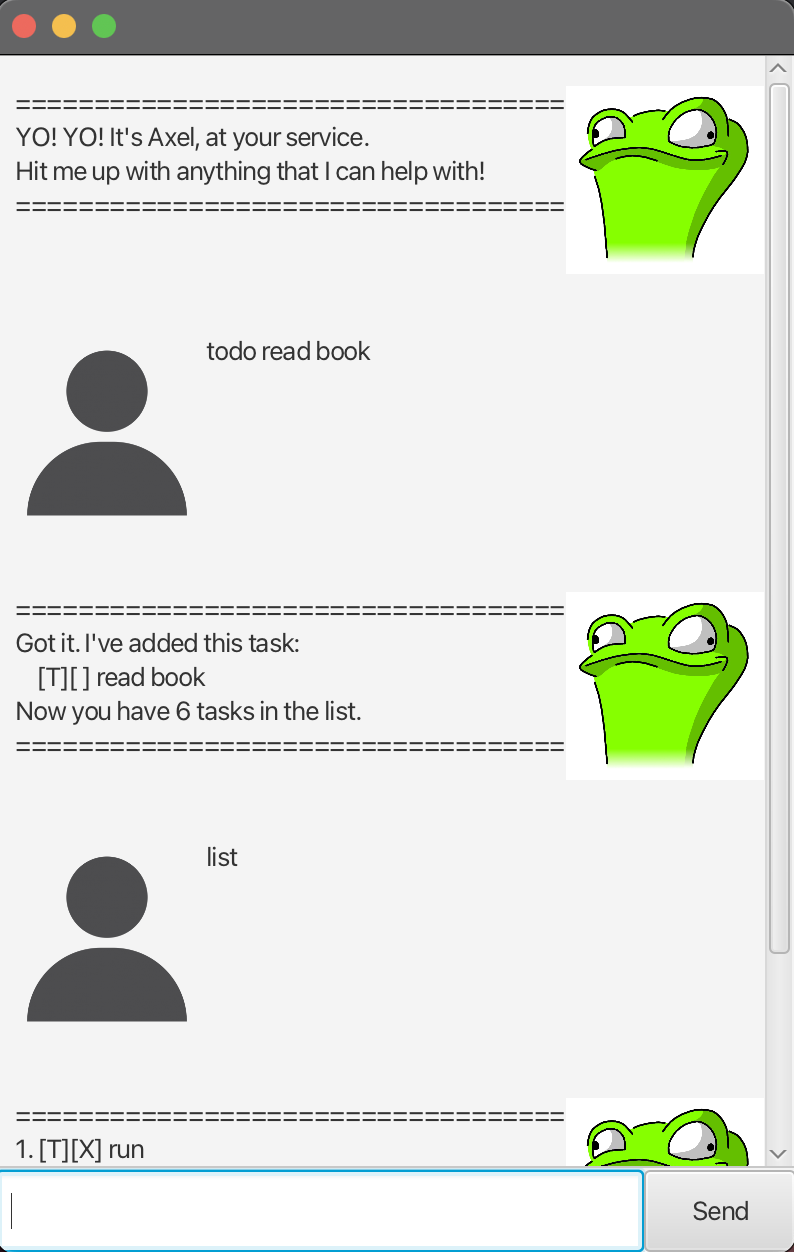 ===================================
YO! YO! It's Axel, at your service.
Hit me up with anything that I can help with!
===================================
todo read book
===================================
Got it. I've added this task:
[T][ ] read book
Now you have 6 tasks in the list.
===================================
list
===================================
1. [T][X] run
Send